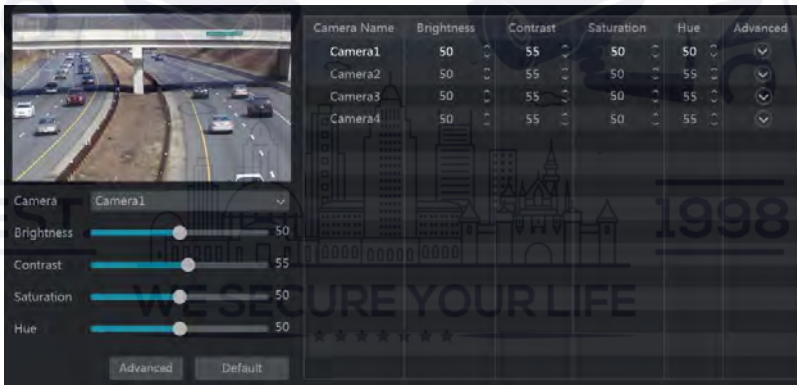 Camera Name Brightness Contrast Saturation Hue Advanced
Camera1 50 55 50 50
Camera2 50 55 50 55
Camera3 50 55 50 55
Camera4 50 55 50 55
Camera Camera1
Brightness 50
Contrast 55
Saturation 50
Hue 50
Advanced Default
EST 1998
WE SECURE YOUR LIFE